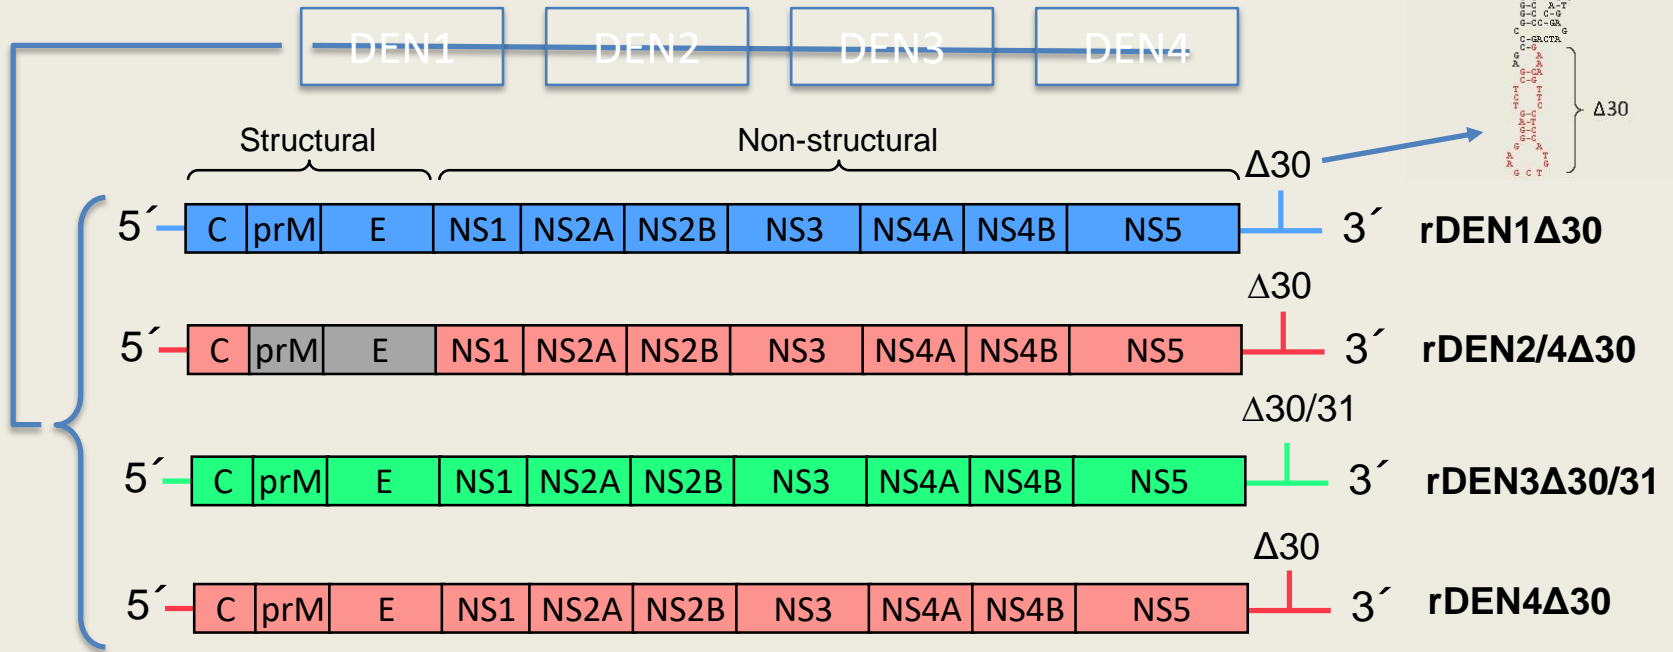 DEN1 DEN2 DEN3 DEN4
Structural Non-structural
Δ30
Δ30
5´ C prM E NS1 NS2A NS2B NS3 NS4A NS4B NS5 3´ rDEN1Δ30
Δ30
5´ C prM E NS1 NS2A NS2B NS3 NS4A NS4B NS5 3´ rDEN2/4Δ30
Δ30/31
5´ C prM E NS1 NS2A NS2B NS3 NS4A NS4B NS5 3´ rDEN3Δ30/31
Δ30
5´ C prM E NS1 NS2A NS2B NS3 NS4A NS4B NS5 3´ rDEN4Δ30